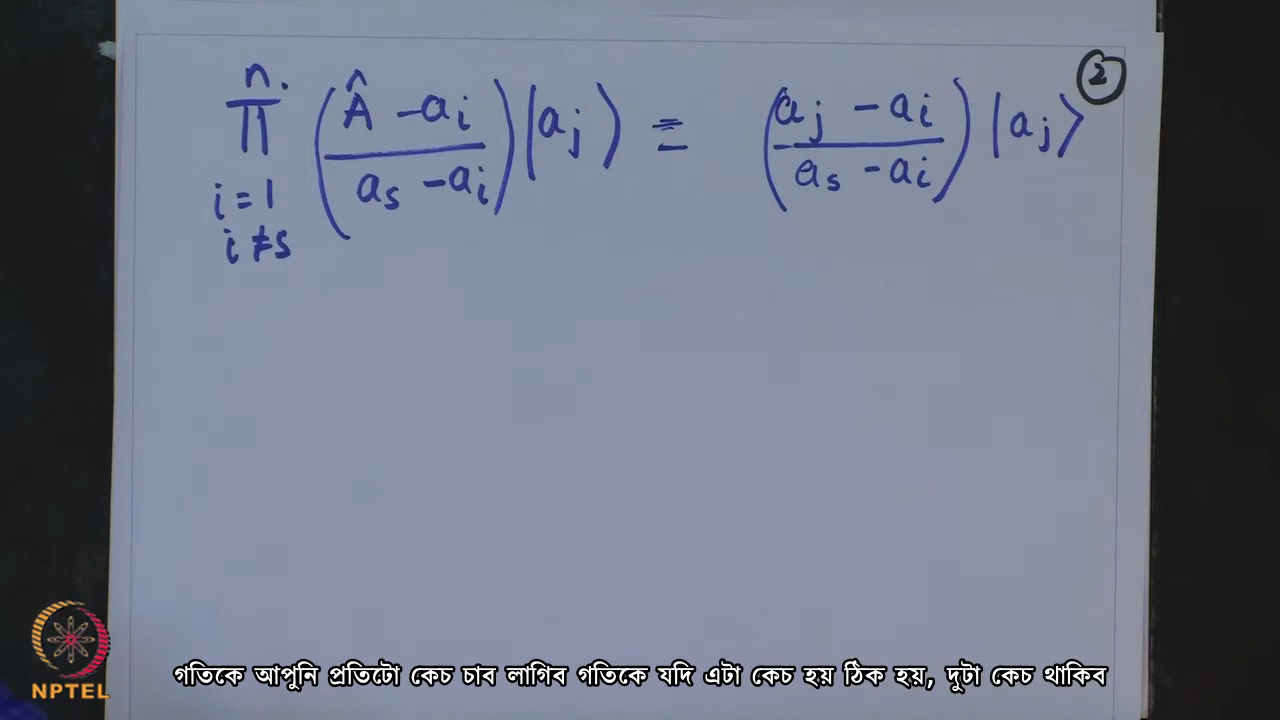 n.
∏ ((Â - aᵢ)/(aₛ - aᵢ)) |aⱼ⟩ = ((aⱼ - aᵢ)/(aₛ - aᵢ)) |aⱼ⟩ ②
i = 1
i ≠ s
NPTEL
গতিকে আপুনি প্ৰতিটো কেচ চাব লাগিব গতিকে যদি এটা কেচ হয় ঠিক হয়, দুটা কেচ থাকিব